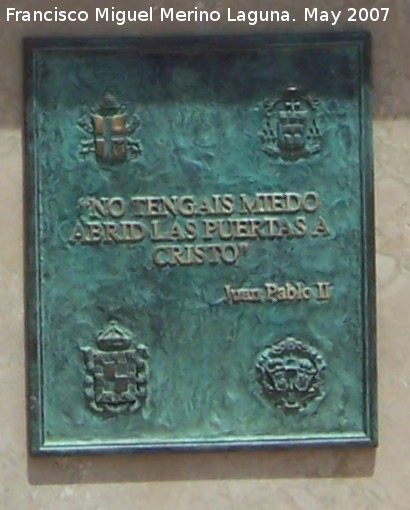 Francisco Miguel Merino Laguna. May 2007
"NO TENGAIS MIEDO
ABRID LAS PUERTAS A
CRISTO"
Juan Pablo II